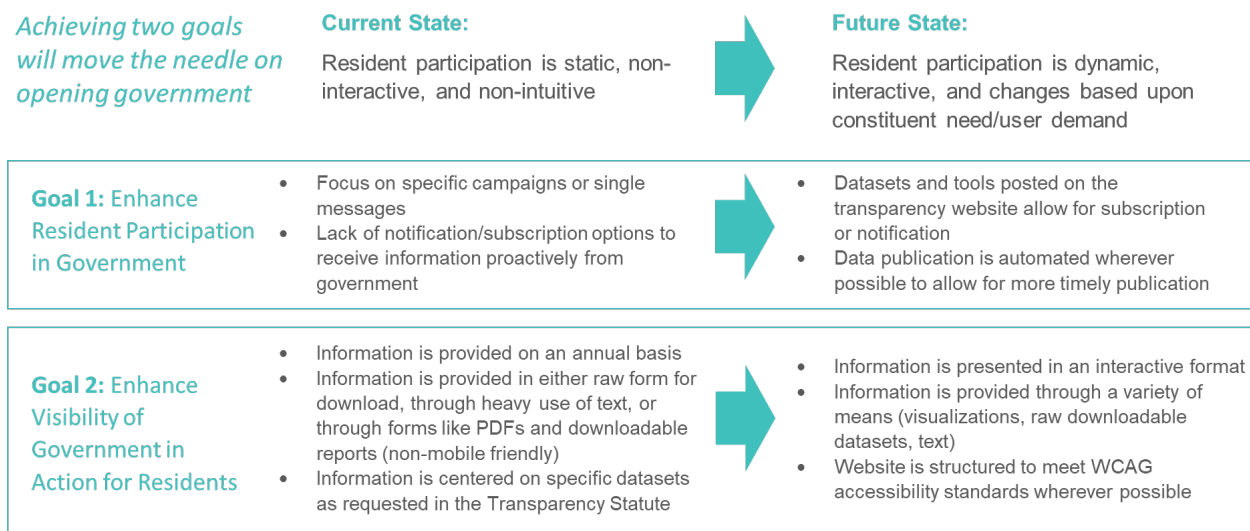 Achieving two goals
will move the needle on
opening government
Current State:
Resident participation is static, non-
interactive, and non-intuitive
Future State:
Resident participation is dynamic,
interactive, and changes based upon
constituent need/user demand
Goal 1: Enhance
Resident Participation
in Government
• Focus on specific campaigns or single
messages
• Lack of notification/subscription options to
receive information proactively from
government
• Datasets and tools posted on the
transparency website allow for subscription
or notification
• Data publication is automated wherever
possible to allow for more timely publication
Goal 2: Enhance
Visibility of
Government in
Action for Residents
• Information is provided on an annual basis
• Information is provided in either raw form for
download, through heavy use of text, or
through forms like PDFs and downloadable
reports (non-mobile friendly)
• Information is centered on specific datasets
as requested in the Transparency Statute
• Information is presented in an interactive format
• Information is provided through a variety of
means (visualizations, raw downloadable
datasets, text)
• Website is structured to meet WCAG
accessibility standards wherever possible